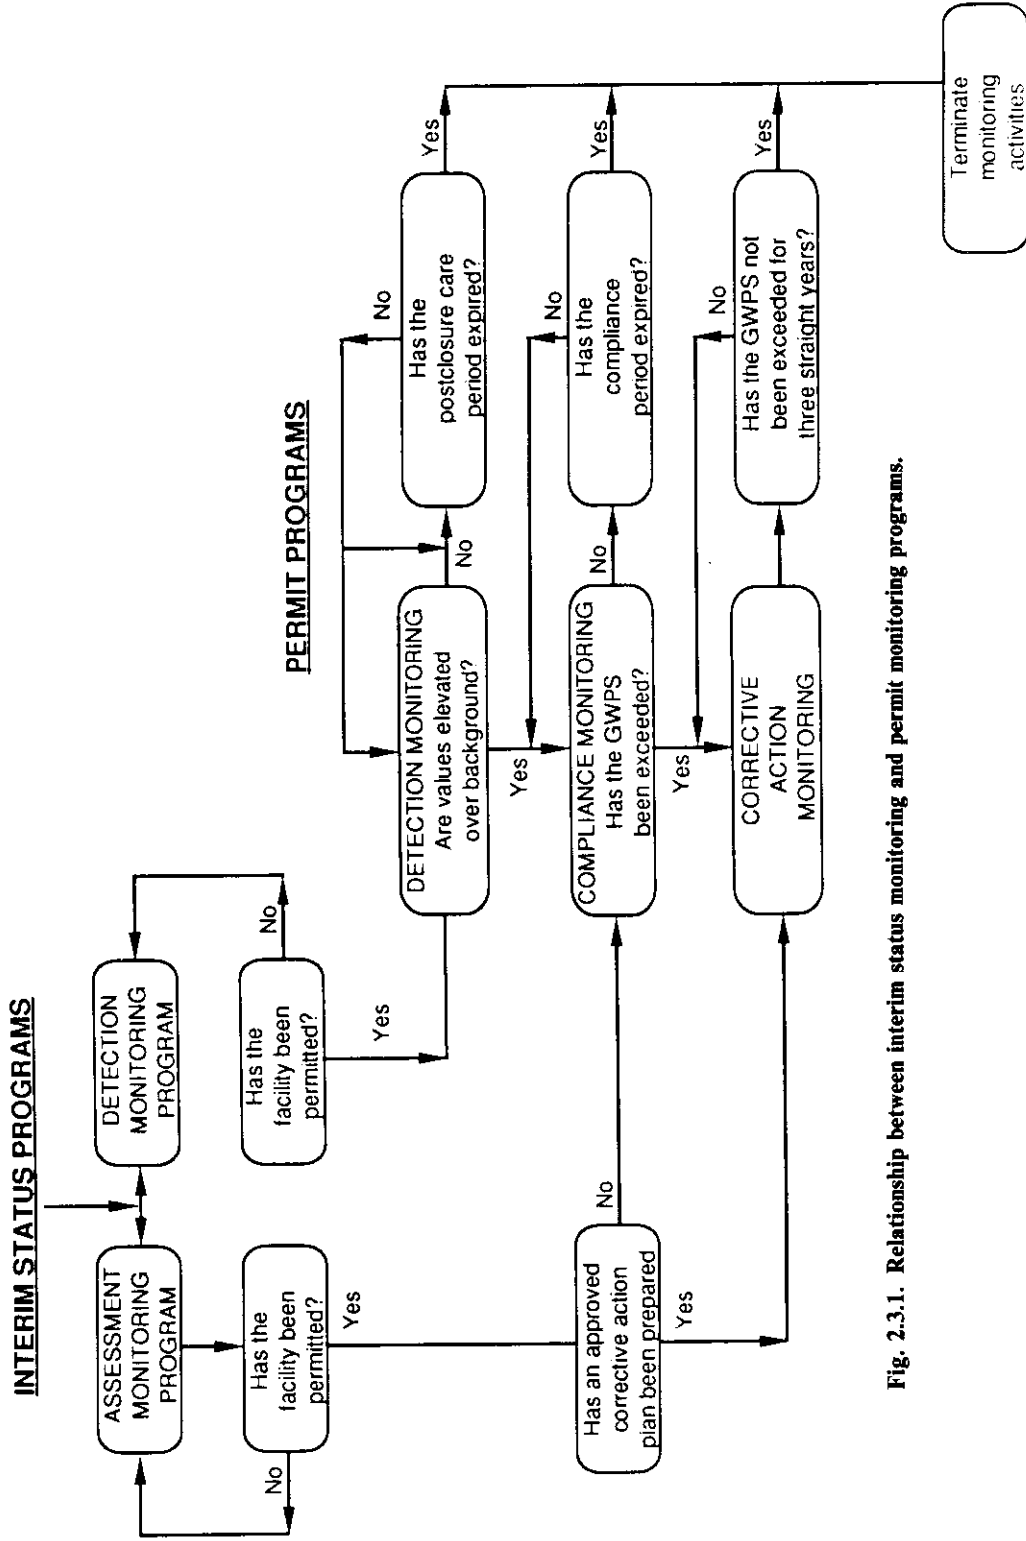 INTERIM STATUS PROGRAMS
ASSESSMENT
MONITORING
PROGRAM
DETECTION
MONITORING
PROGRAM
Has the
facility been
permitted?
No
Yes
Has the
facility been
permitted?
No
Yes
Has an approved
corrective action
plan been prepared
No
Yes
PERMIT PROGRAMS
DETECTION MONITORING
Are values elevated
over background?
No
Yes
Has the
postclosure care
period expired?
No
Yes
COMPLIANCE MONITORING
Has the GWPS
been exceeded?
No
Yes
Has the
compliance
period expired?
No
Yes
CORRECTIVE
ACTION
MONITORING
Has the GWPS not
been exceeded for
three straight years?
No
Yes
Terminate
monitoring
activities
Fig. 2.3.1. Relationship between interim status monitoring and permit monitoring programs.